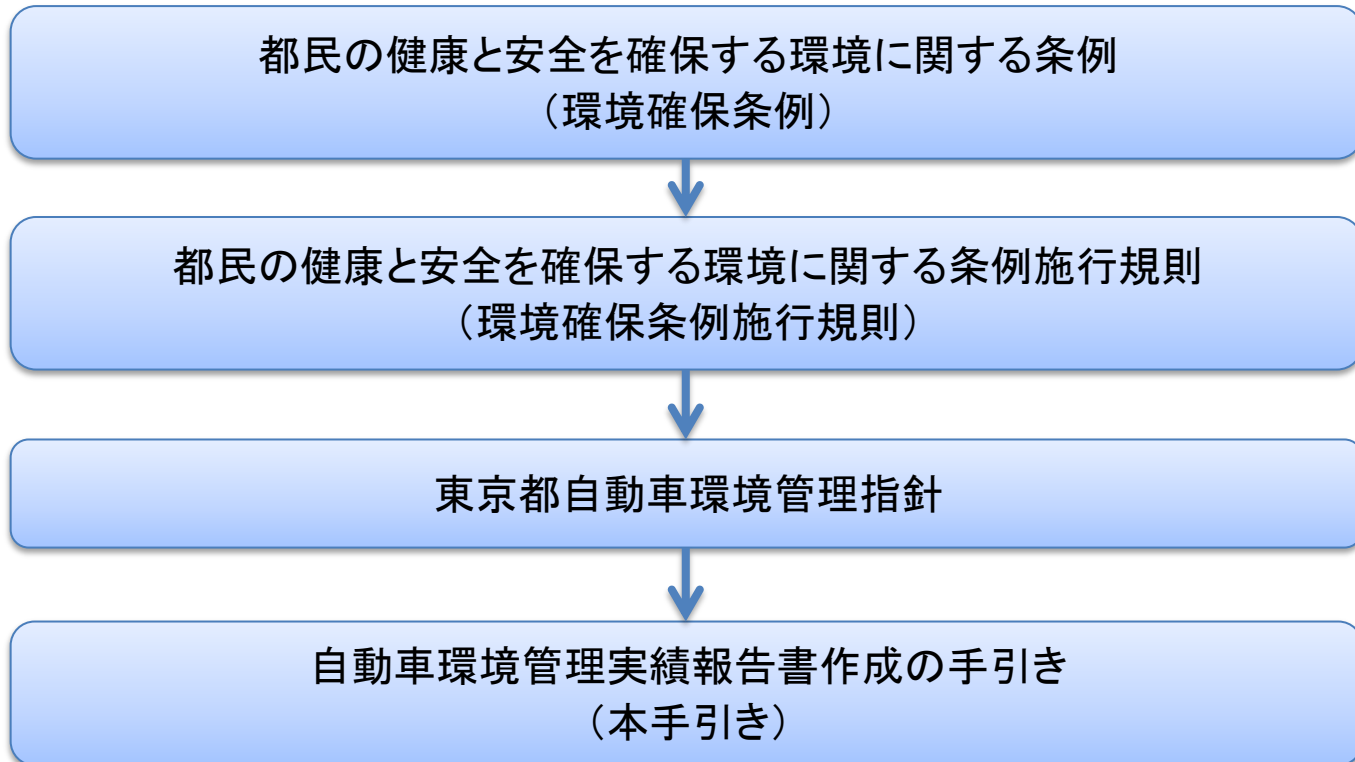 都民の健康と安全を確保する環境に関する条例
（環境確保条例）
都民の健康と安全を確保する環境に関する条例施行規則
（環境確保条例施行規則）
東京都自動車環境管理指針
自動車環境管理実績報告書作成の手引き
（本手引き）